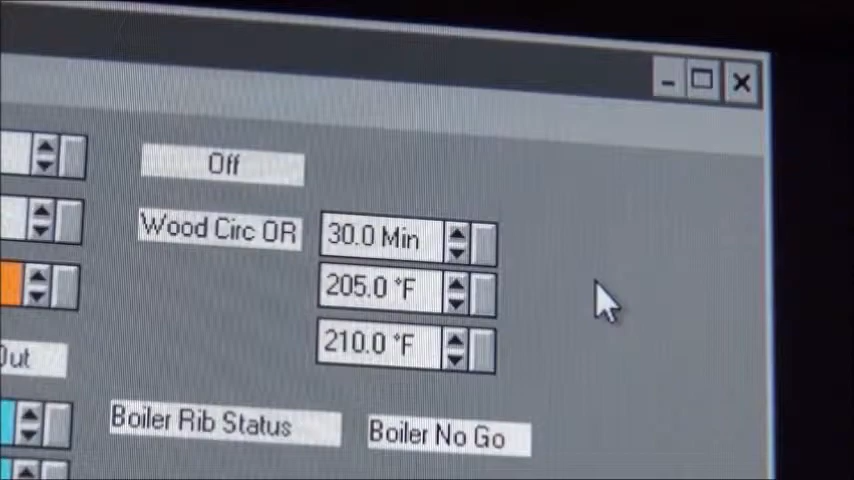 Off
Wood Circ OR
30.0 Min
205.0 °F
210.0 °F
Out
Boiler Rib Status
Boiler No Go